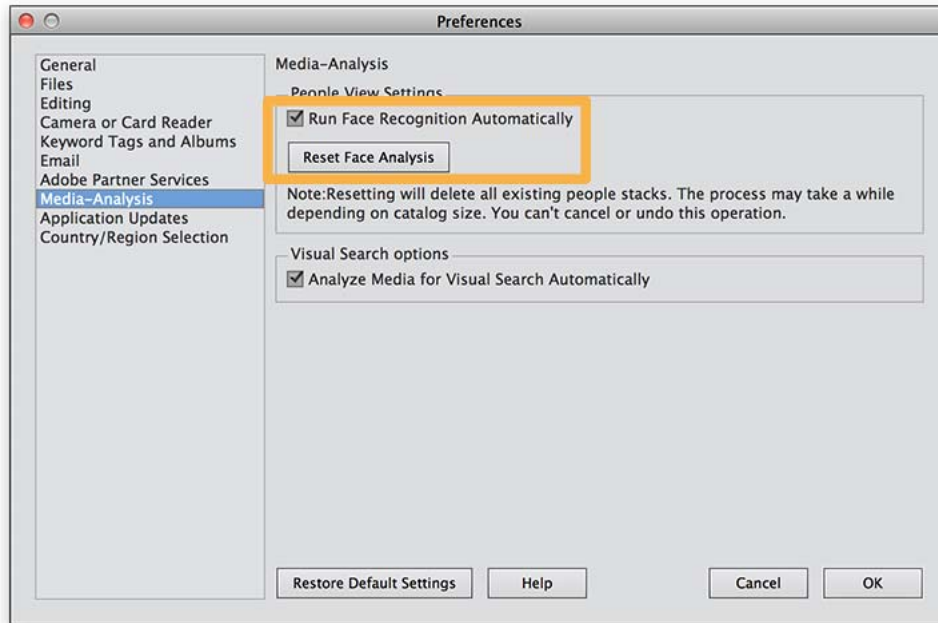 Preferences
General
Files
Editing
Camera or Card Reader
Keyword Tags and Albums
Email
Adobe Partner Services
Media-Analysis
Application Updates
Country/Region Selection
Media-Analysis
People View Settings
Run Face Recognition Automatically
Reset Face Analysis
Note:Resetting will delete all existing people stacks. The process may take a while
depending on catalog size. You can't cancel or undo this operation.
Visual Search options
Analyze Media for Visual Search Automatically
Restore Default Settings
Help
Cancel
OK